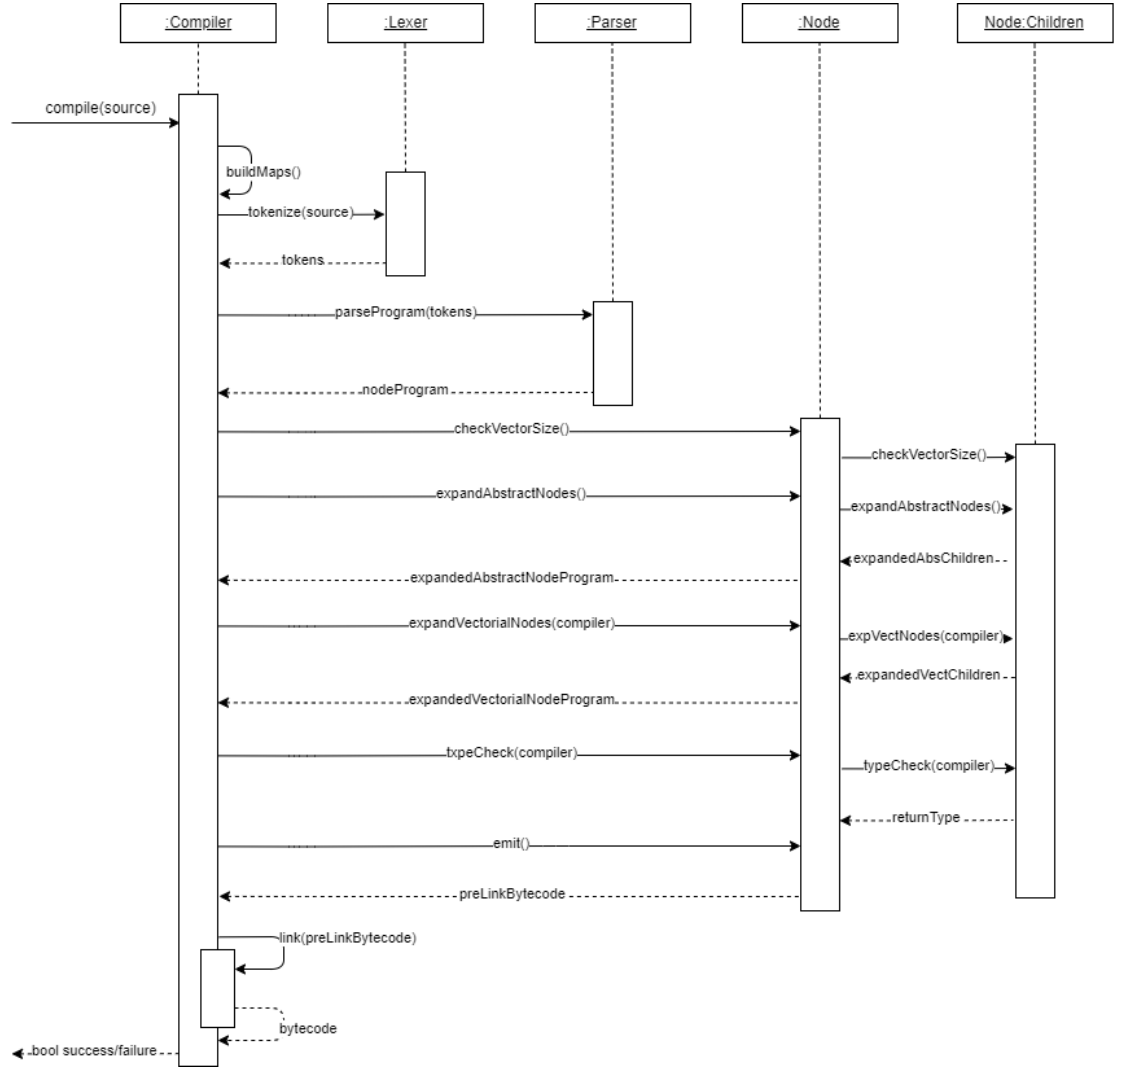 :Compiler
:Lexer
:Parser
:Node
Node:Children
compile(source)
buildMaps()
tokenize(source)
tokens
parseProgram(tokens)
nodeProgram
checkVectorSize()
checkVectorSize()
expandAbstractNodes()
expandAbstractNodes()
expandedAbsChildren
expandedAbstractNodeProgram
expandVectorialNodes(compiler)
expVectNodes(compiler)
expandedVectChildren
expandedVectorialNodeProgram
txpeCheck(compiler)
typeCheck(compiler)
returnType
emit()
preLinkBytecode
link(preLinkBytecode)
bytecode
bool success/failure